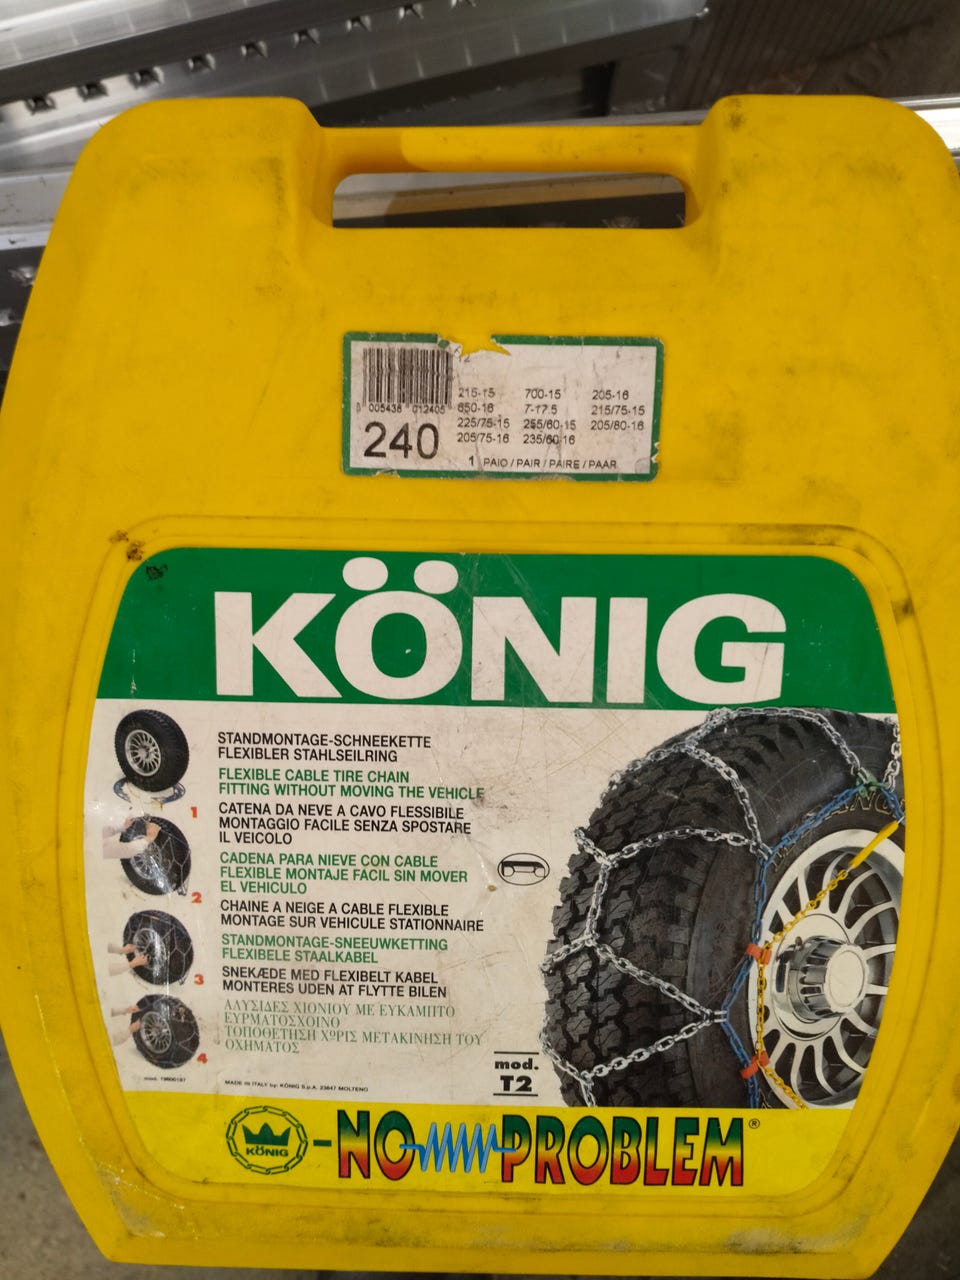 T2
215-15 700-15 205-16
650-16 7-17.5 215/75-15
225/75-15 255/60-15 205/80-16
205/75-16 235/60-16
005436 012405
240
1 PAIO / PAIR / PAIRE / PAAR
KÖNIG
STANDMONTAGE-SCHNEEKETTE
FLEXIBLER STAHLSEILRING
FLEXIBLE CABLE TIRE CHAIN
FITTING WITHOUT MOVING THE VEHICLE
1
CATENA DA NEVE A CAVO FLESSIBILE
MONTAGGIO FACILE SENZA SPOSTARE
IL VEICOLO
CADENA PARA NIEVE CON CABLE
FLEXIBLE MONTAJE FACIL SIN MOVER
EL VEHICULO
2
CHAINE A NEIGE A CABLE FLEXIBLE
MONTAGE SUR VEHICULE STATIONNAIRE
STANDMONTAGE-SNEEUWKETTING
FLEXIBELE STAALKABEL
3
SNEKÆDE MED FLEXIBELT KABEL
MONTERES UDEN AT FLYTTE BILEN
ΑΛΥΣΙΔΕΣ ΧΙΟΝΙΟΥ ΜΕ ΕΥΚΑΜΠΤΟ
ΕΥΡΜΑΤΟΣΧΟΙΝΟ
ΤΟΠΟΘΕΤΗΣΗ ΧΩΡΙΣ ΜΕΤΑΚΙΝΗΣΗ ΤΟΥ
ΟΧΗΜΑΤΟΣ
4
mod.
T2
MADE IN ITALY by: KÖNIG S.p.A. 23847 MOLTENO
KÖNIG
-NO PROBLEM®